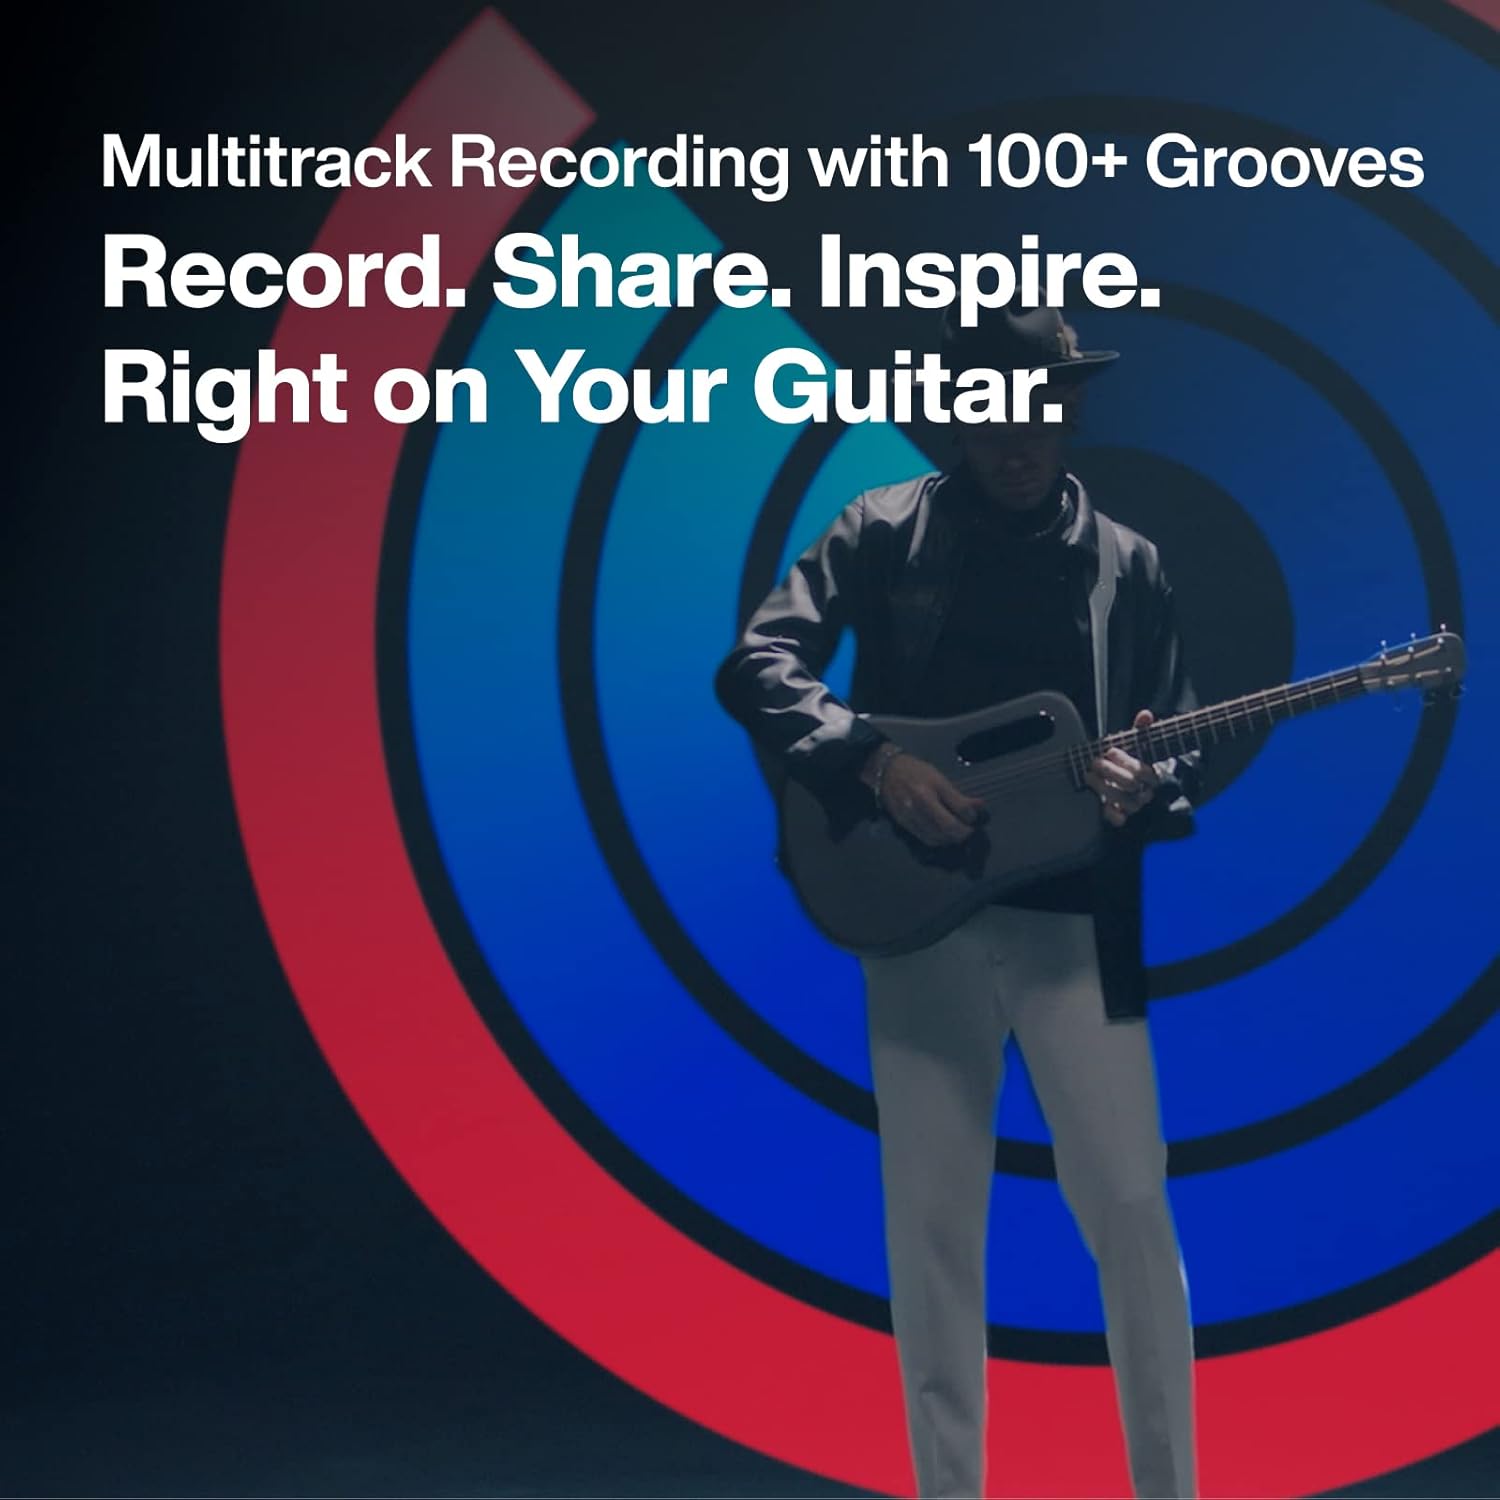 Multitrack Recording with 100+ Grooves
Record. Share. Inspire.
Right on Your Guitar.